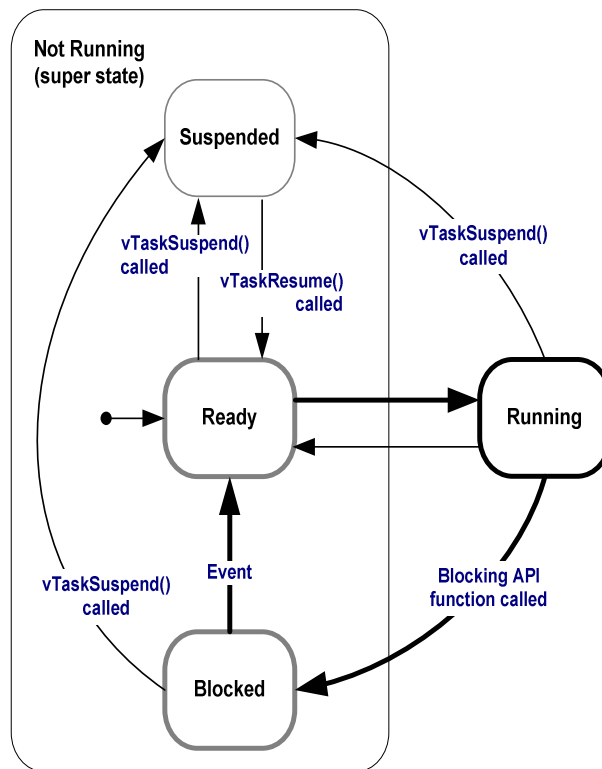 Not Running
(super state)
Suspended
vTaskSuspend()
called
vTaskResume()
called
vTaskSuspend()
called
Ready
Running
Event
vTaskSuspend()
called
Blocking API
function called
Blocked